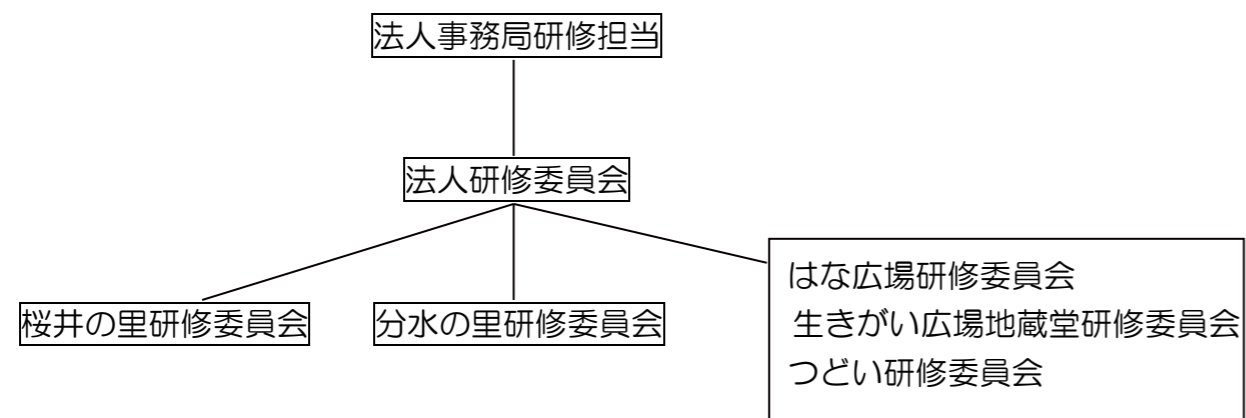 法人事務局研修担当
法人研修委員会
桜井の里研修委員会
分水の里研修委員会
はな広場研修委員会
生きがい広場地蔵堂研修委員会
つどい研修委員会